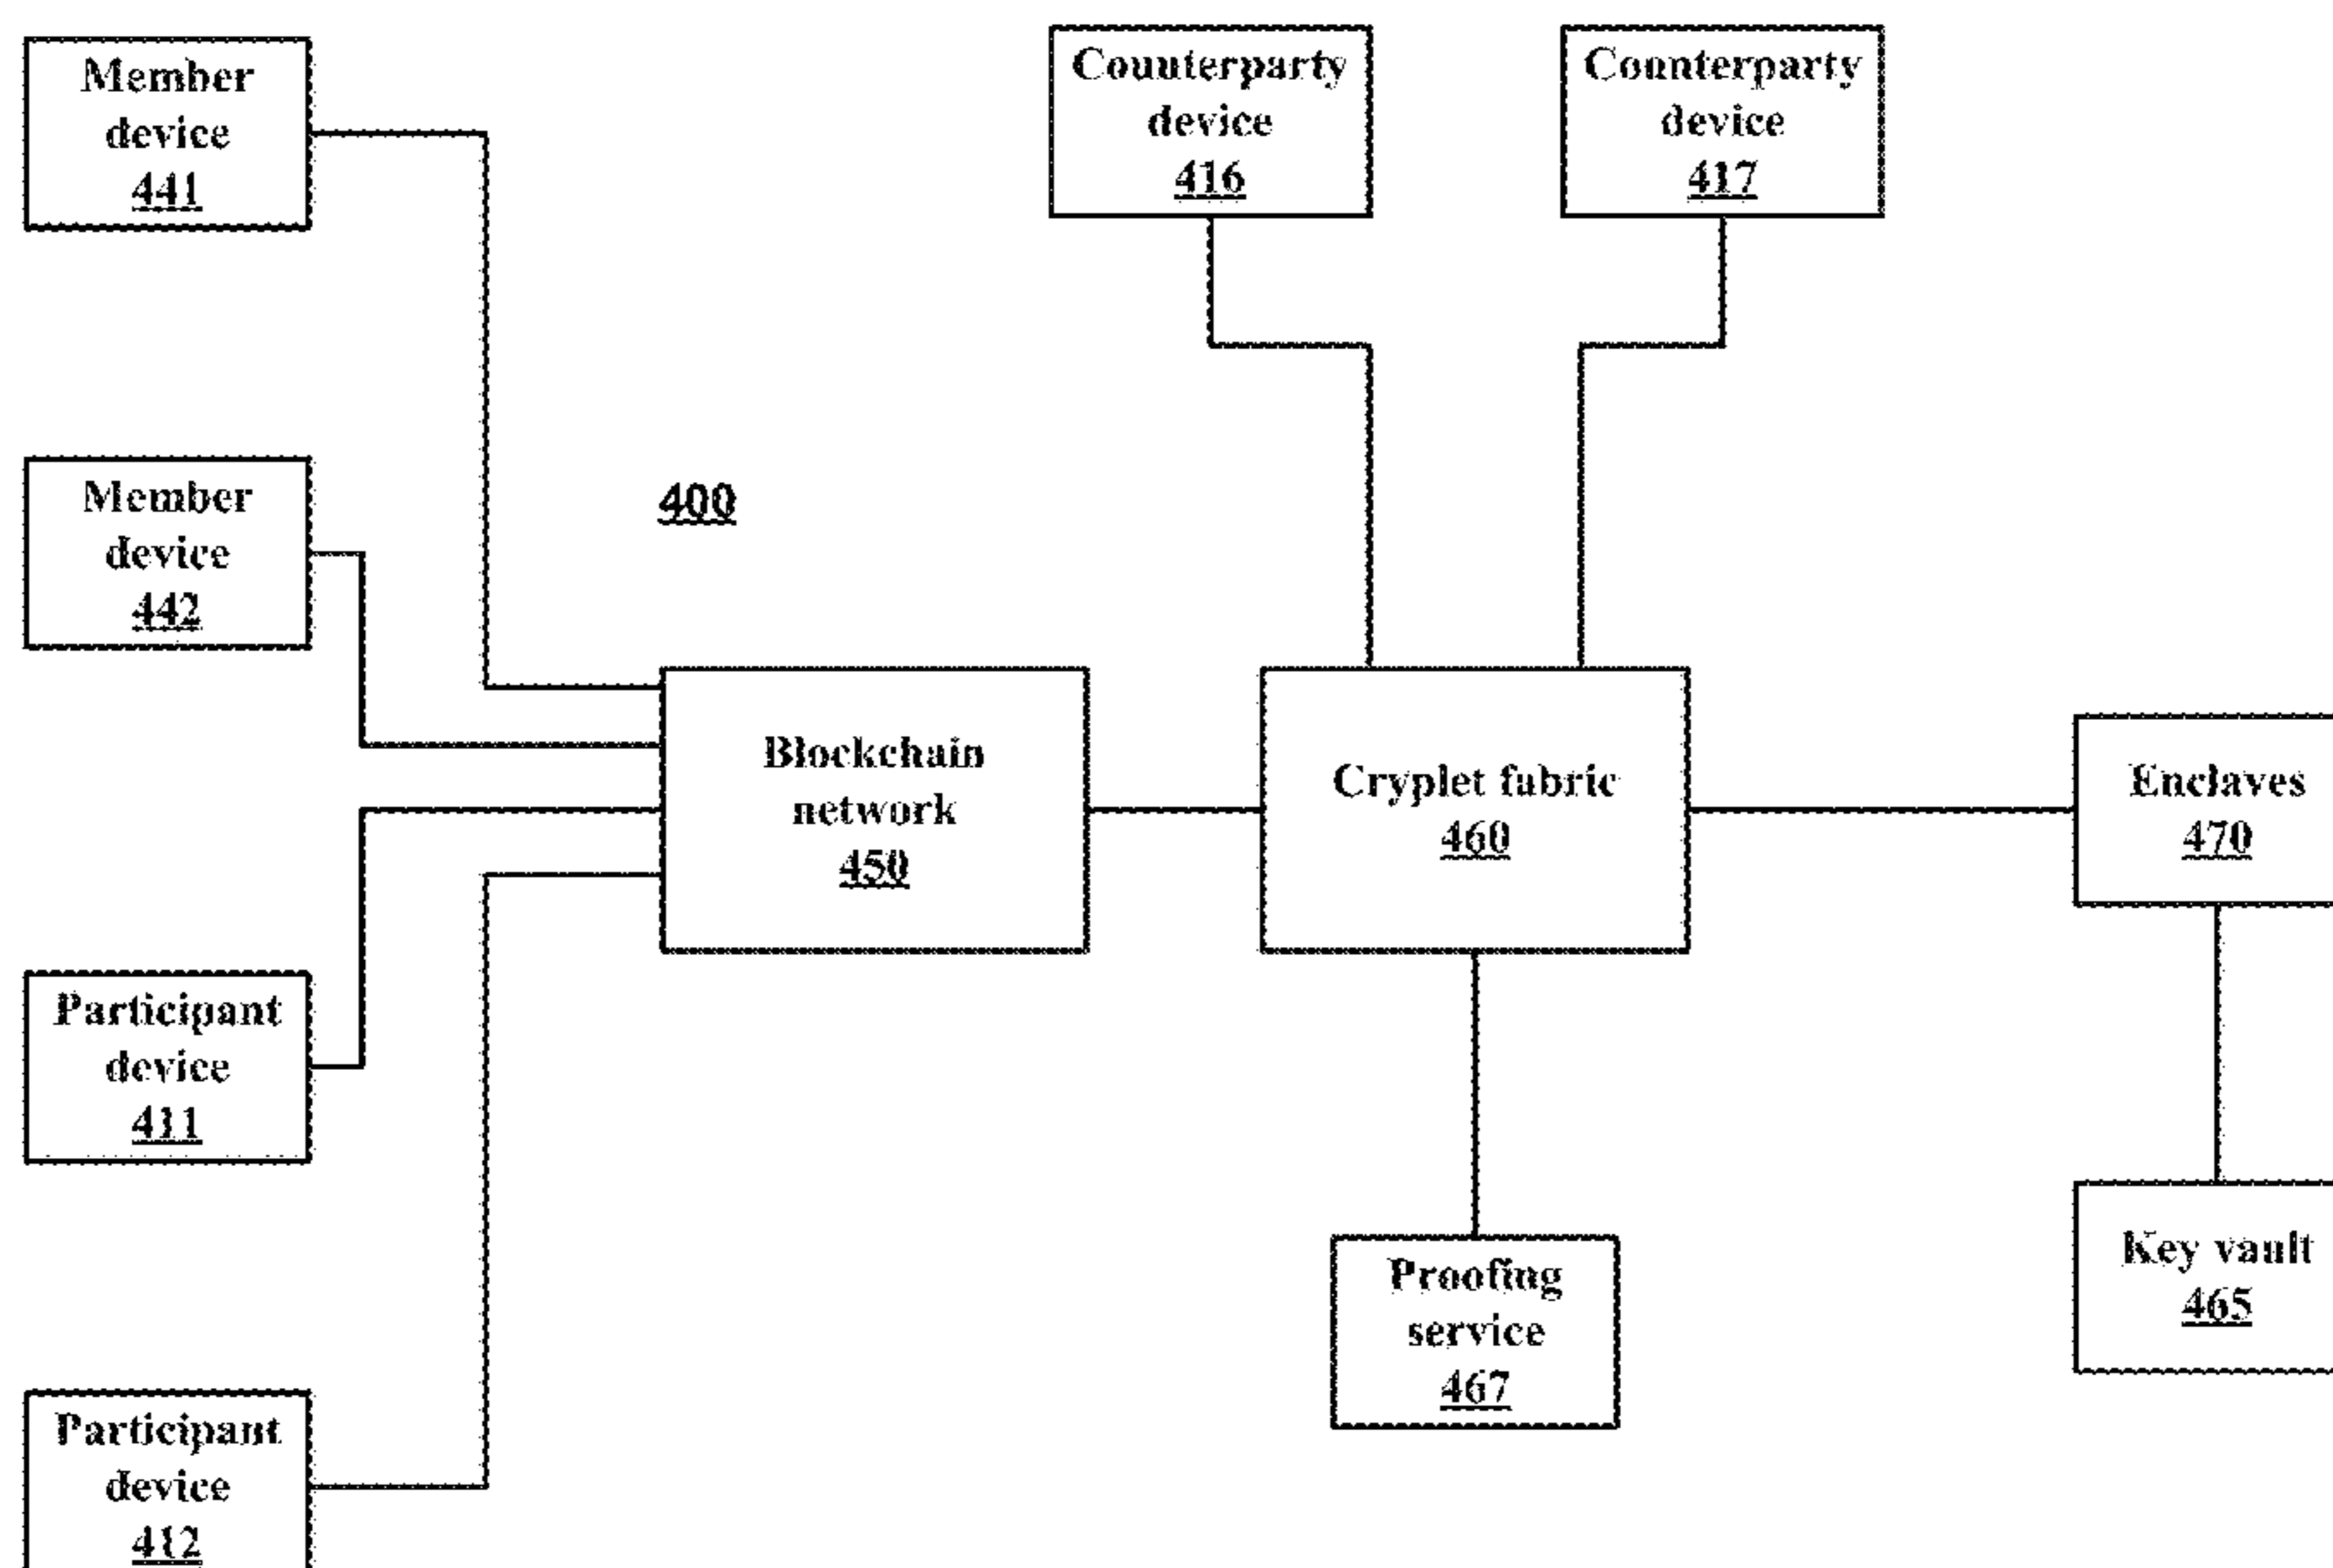 Member
device
441
Counterparty
device
416
Counterparty
device
417
Member
device
442
400
Blockchain
network
450
Cryplet fabric
460
Enclaves
470
Participant
device
411
Proofing
service
467
Key vault
465
Participant
device
412